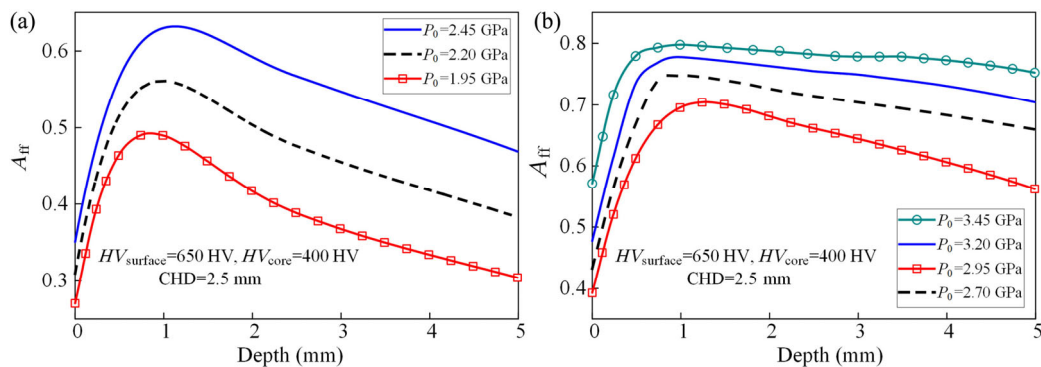 (a)
P0=2.45 GPa
P0=2.20 GPa
P0=1.95 GPa
0.6
0.5
0.4
0.3
Aff
HVsurface=650 HV, HVcore=400 HV
CHD=2.5 mm
0 1 2 3 4 5
Depth (mm)
(b)
0.8
0.7
0.6
0.5
0.4
Aff
P0=3.45 GPa
P0=3.20 GPa
P0=2.95 GPa
P0=2.70 GPa
HVsurface=650 HV, HVcore=400 HV
CHD=2.5 mm
0 1 2 3 4 5
Depth (mm)